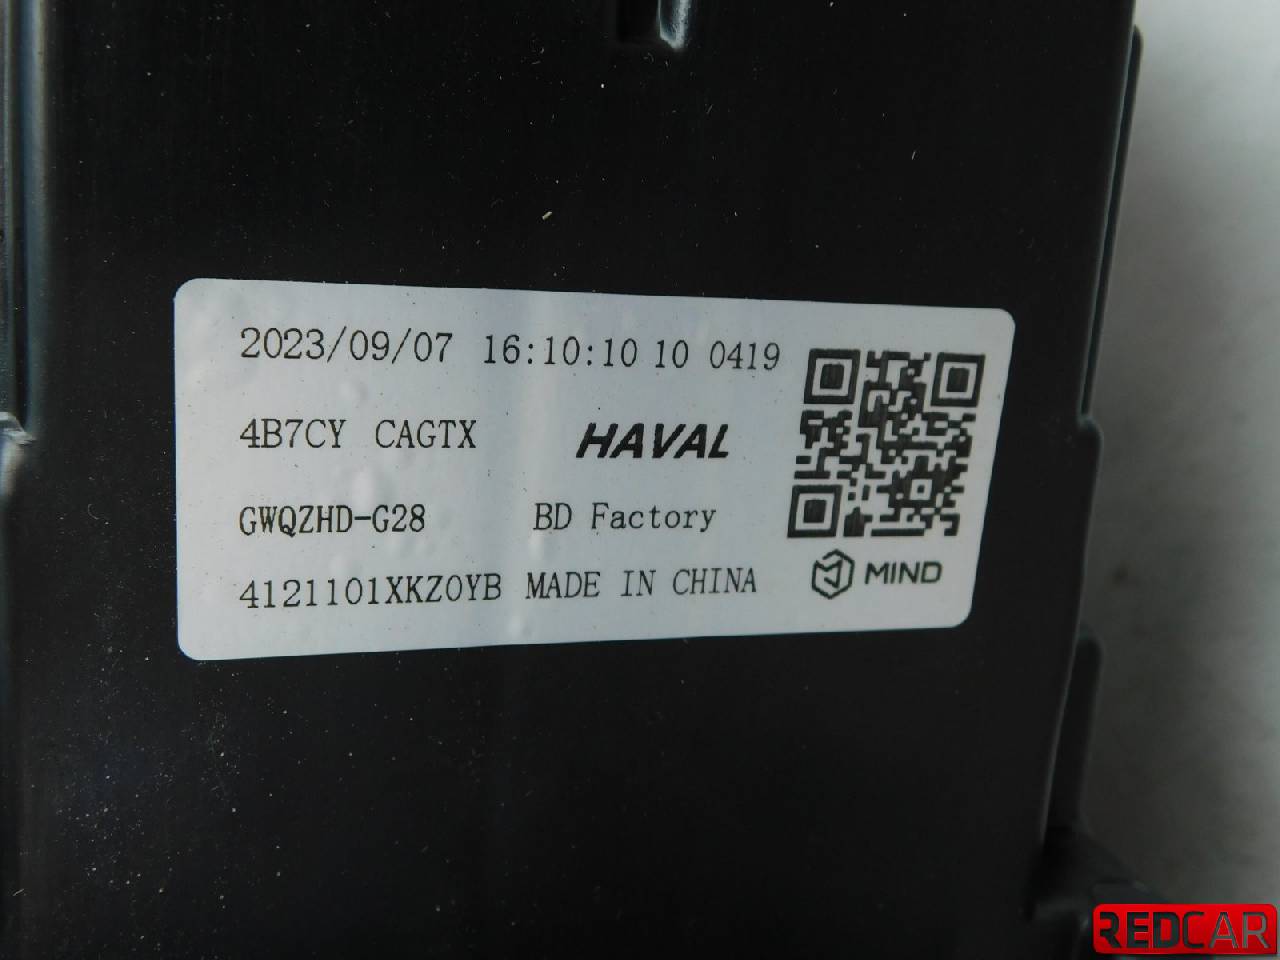 2023/09/07 16:10:10 10 0419
4B7CY CAGTX HAVAL
GWQZHD-G28 BD Factory
4121101XKZ0YB MADE IN CHINA
MIND
REDCAR